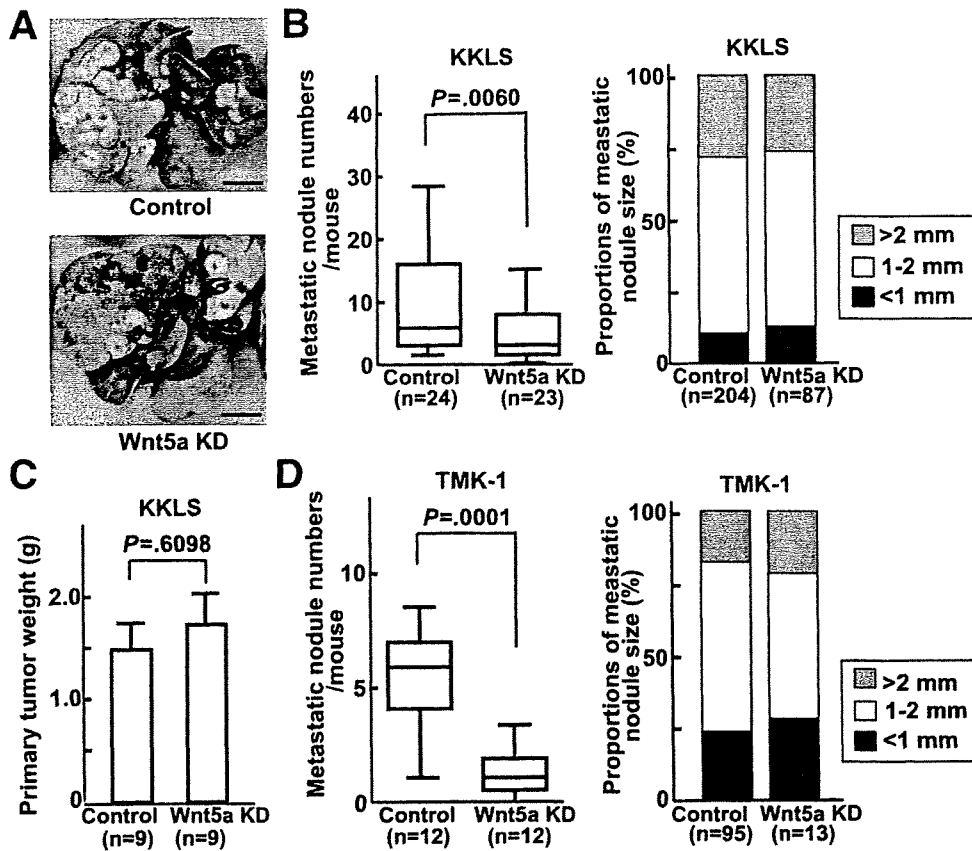 A
Control
Wnt5a KD
B
KKLS
P=.0060
Metastatic nodule numbers
/mouse
40
30
20
10
0
Control
(n=24)
Wnt5a KD
(n=23)
KKLS
Proportions of meastatic
nodule size (%)
100
50
0
Control
(n=204)
Wnt5a KD
(n=87)
>2 mm
1-2 mm
<1 mm
C
KKLS
P=.6098
Primary tumor weight (g)
2.0
1.0
0
Control
(n=9)
Wnt5a KD
(n=9)
D
TMK-1
P=.0001
Metastatic nodule numbers
/mouse
10
5
0
Control
(n=12)
Wnt5a KD
(n=12)
TMK-1
Proportions of meastatic
nodule size (%)
100
50
0
Control
(n=95)
Wnt5a KD
(n=13)
>2 mm
1-2 mm
<1 mm